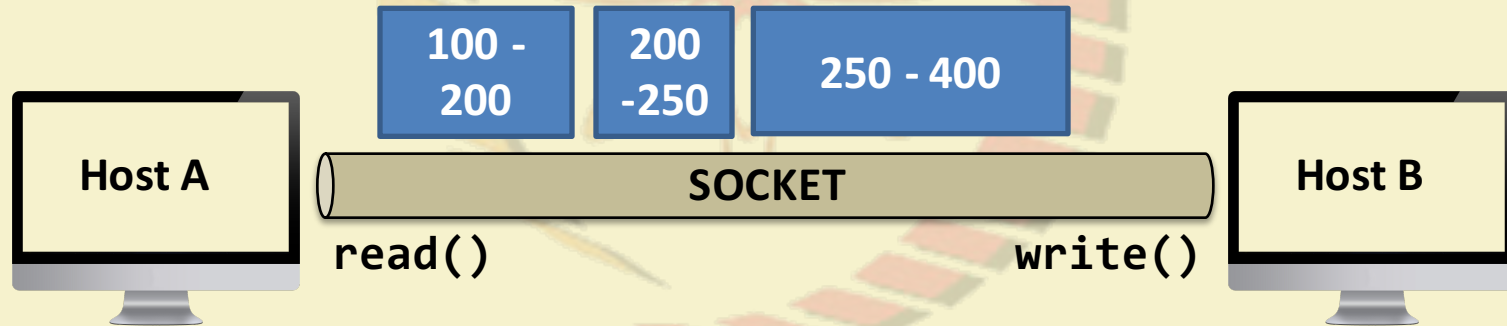 100 -
200
200
-250
250 - 400
Host A
SOCKET
Host B
read()
write()